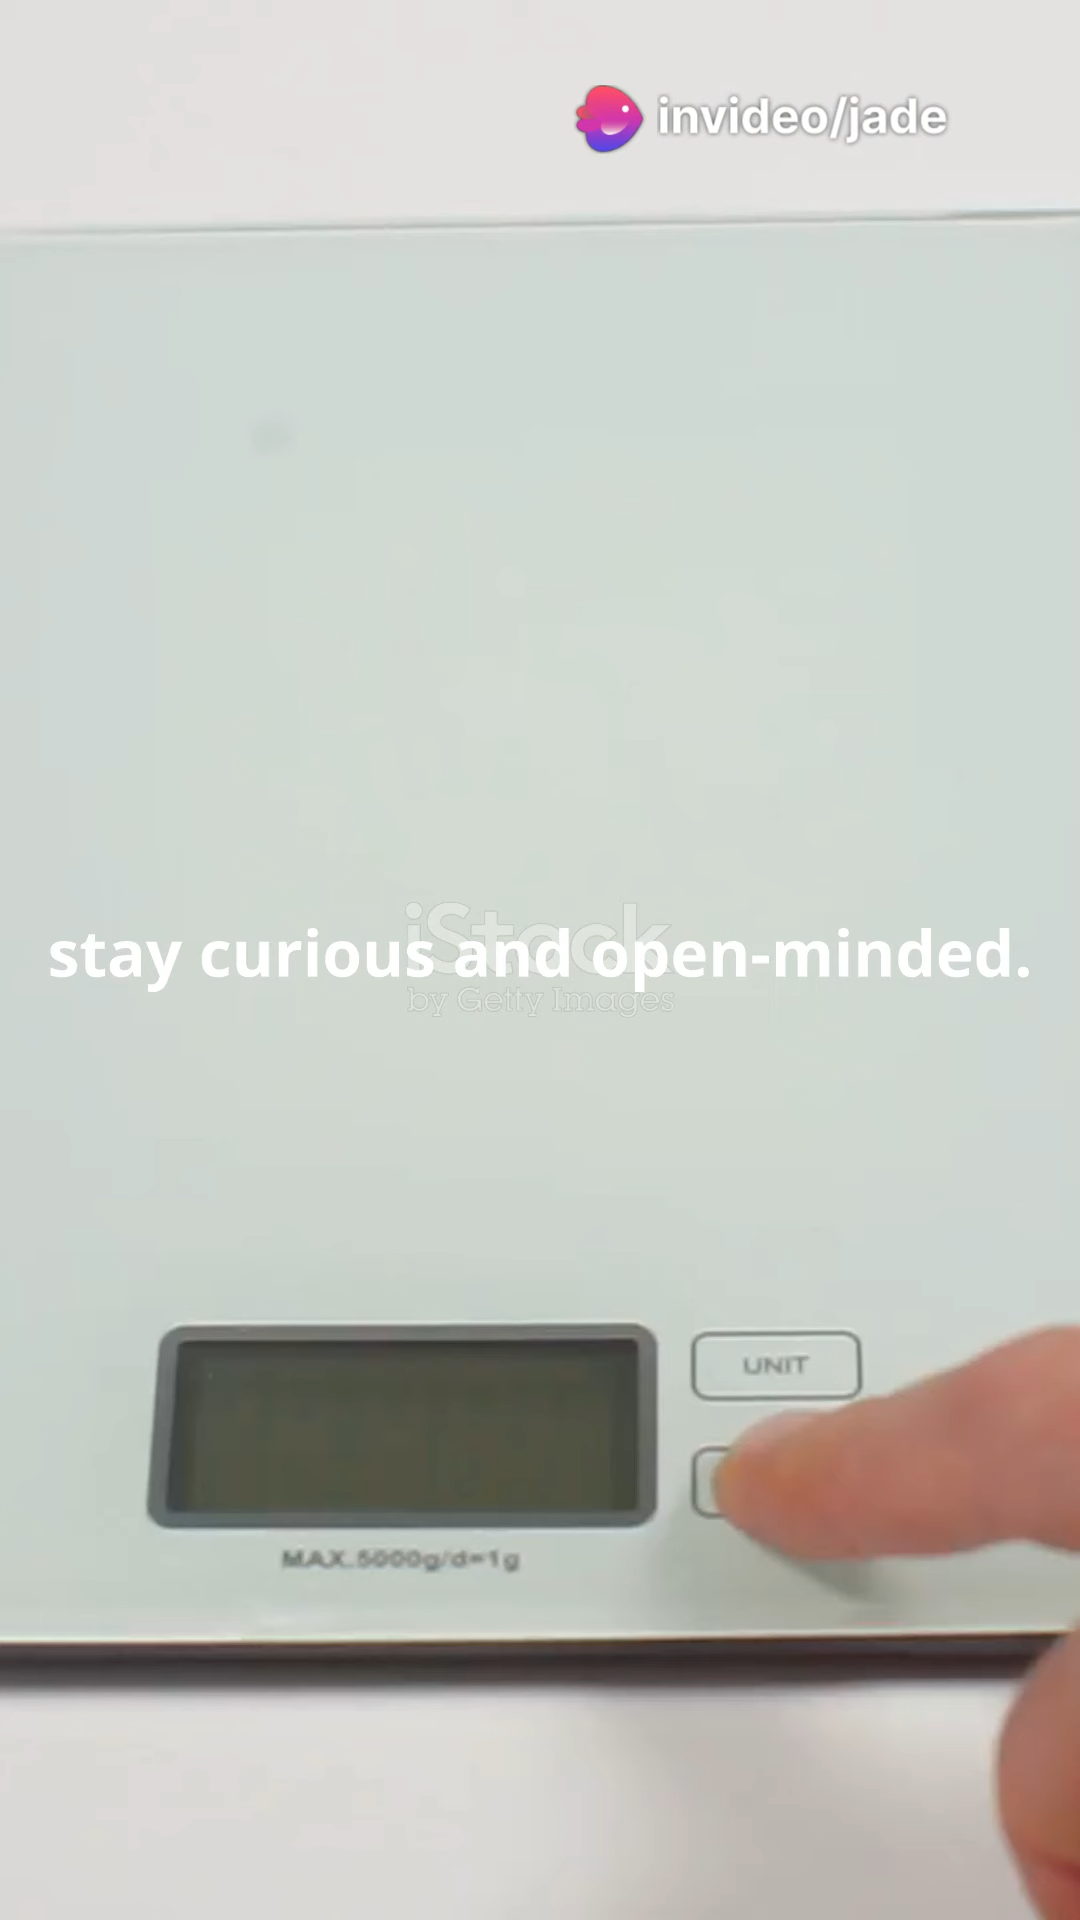 invideo/jade
iStock
stay curious and open-minded.
by Getty Images
UNIT
MAX.5000g/d=1g